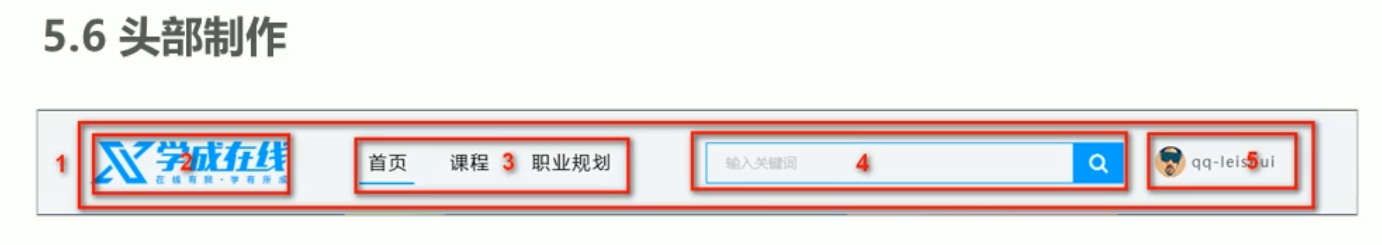 5.6 头部制作
1 学成在线 2 首页 课程 3 职业规划 输入关键词 4 qq-leishui 5
在线有我·学有所成